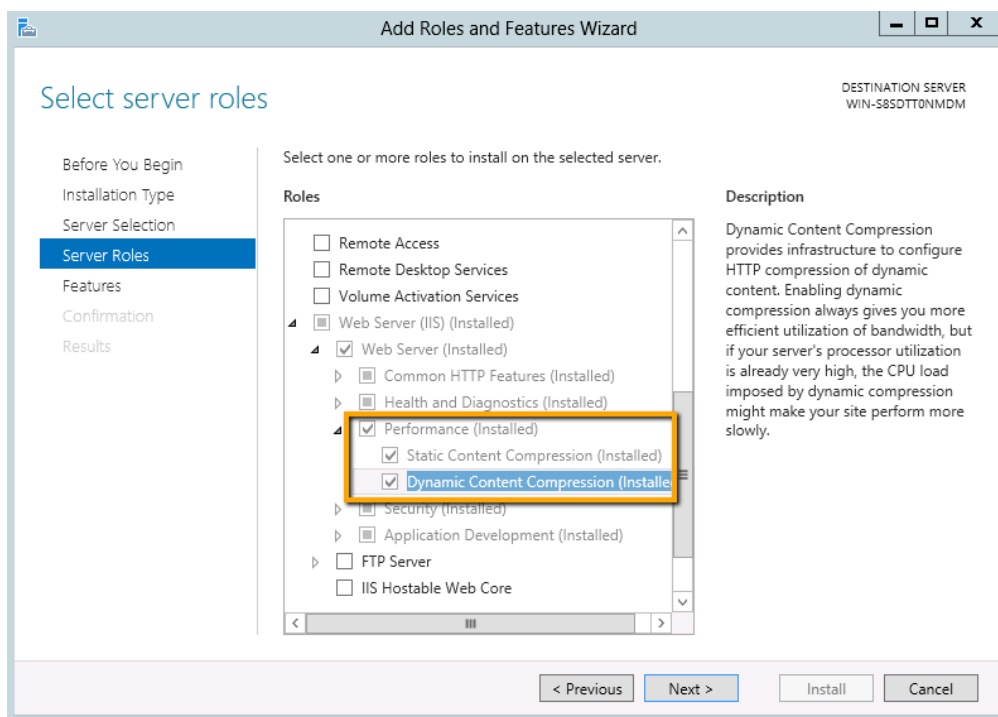 Add Roles and Features Wizard
Select server roles
DESTINATION SERVER
WIN-S8SDTT0NMDM
Before You Begin
Installation Type
Server Selection
Server Roles
Features
Confirmation
Results
Select one or more roles to install on the selected server.
Roles
Remote Access
Remote Desktop Services
Volume Activation Services
Web Server (IIS) (Installed)
Web Server (Installed)
Common HTTP Features (Installed)
Health and Diagnostics (Installed)
Performance (Installed)
Static Content Compression (Installed)
Dynamic Content Compression (Installe
Security (Installed)
Application Development (Installed)
FTP Server
IIS Hostable Web Core
Description
Dynamic Content Compression
provides infrastructure to configure
HTTP compression of dynamic
content. Enabling dynamic
compression always gives you more
efficient utilization of bandwidth, but
if your server's processor utilization
is already very high, the CPU load
imposed by dynamic compression
might make your site perform more
slowly.
< Previous
Next >
Install
Cancel